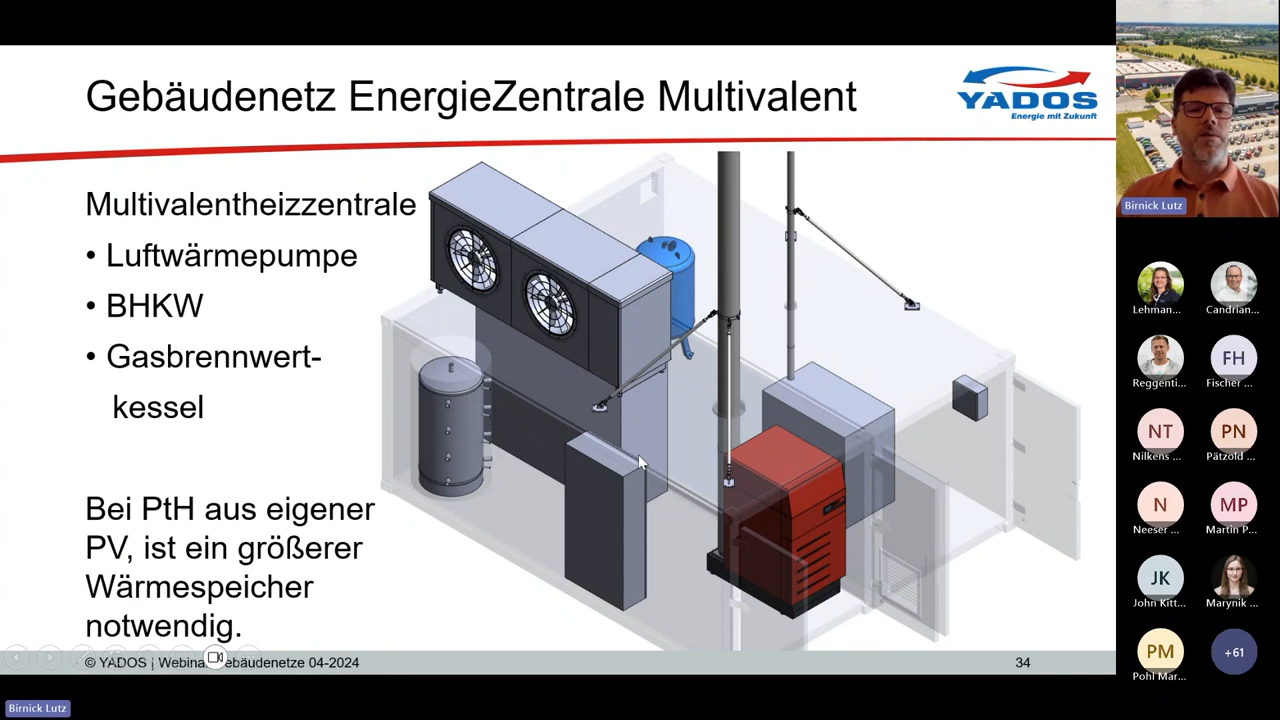 Gebäudenetz EnergieZentrale Multivalent
YADOS
Energie mit Zukunft
Multivalentheizzentrale
• Luftwärmepumpe
• BHKW
• Gasbrennwert-
kessel
Bei PtH aus eigener
PV, ist ein größerer
Wärmespeicher
notwendig.
© YADOS | Webina ebäudenetze 04-2024
34
Birnick Lutz
Birnick Lutz
Lehman...
Candrian...
Reggenti...
FH
Fischer ...
NT
Nilkens ...
PN
Pätzold ...
N
Neeser ...
MP
Martin P...
JK
John Kitt...
Marynik ...
PM
Pohl Mar...
+61